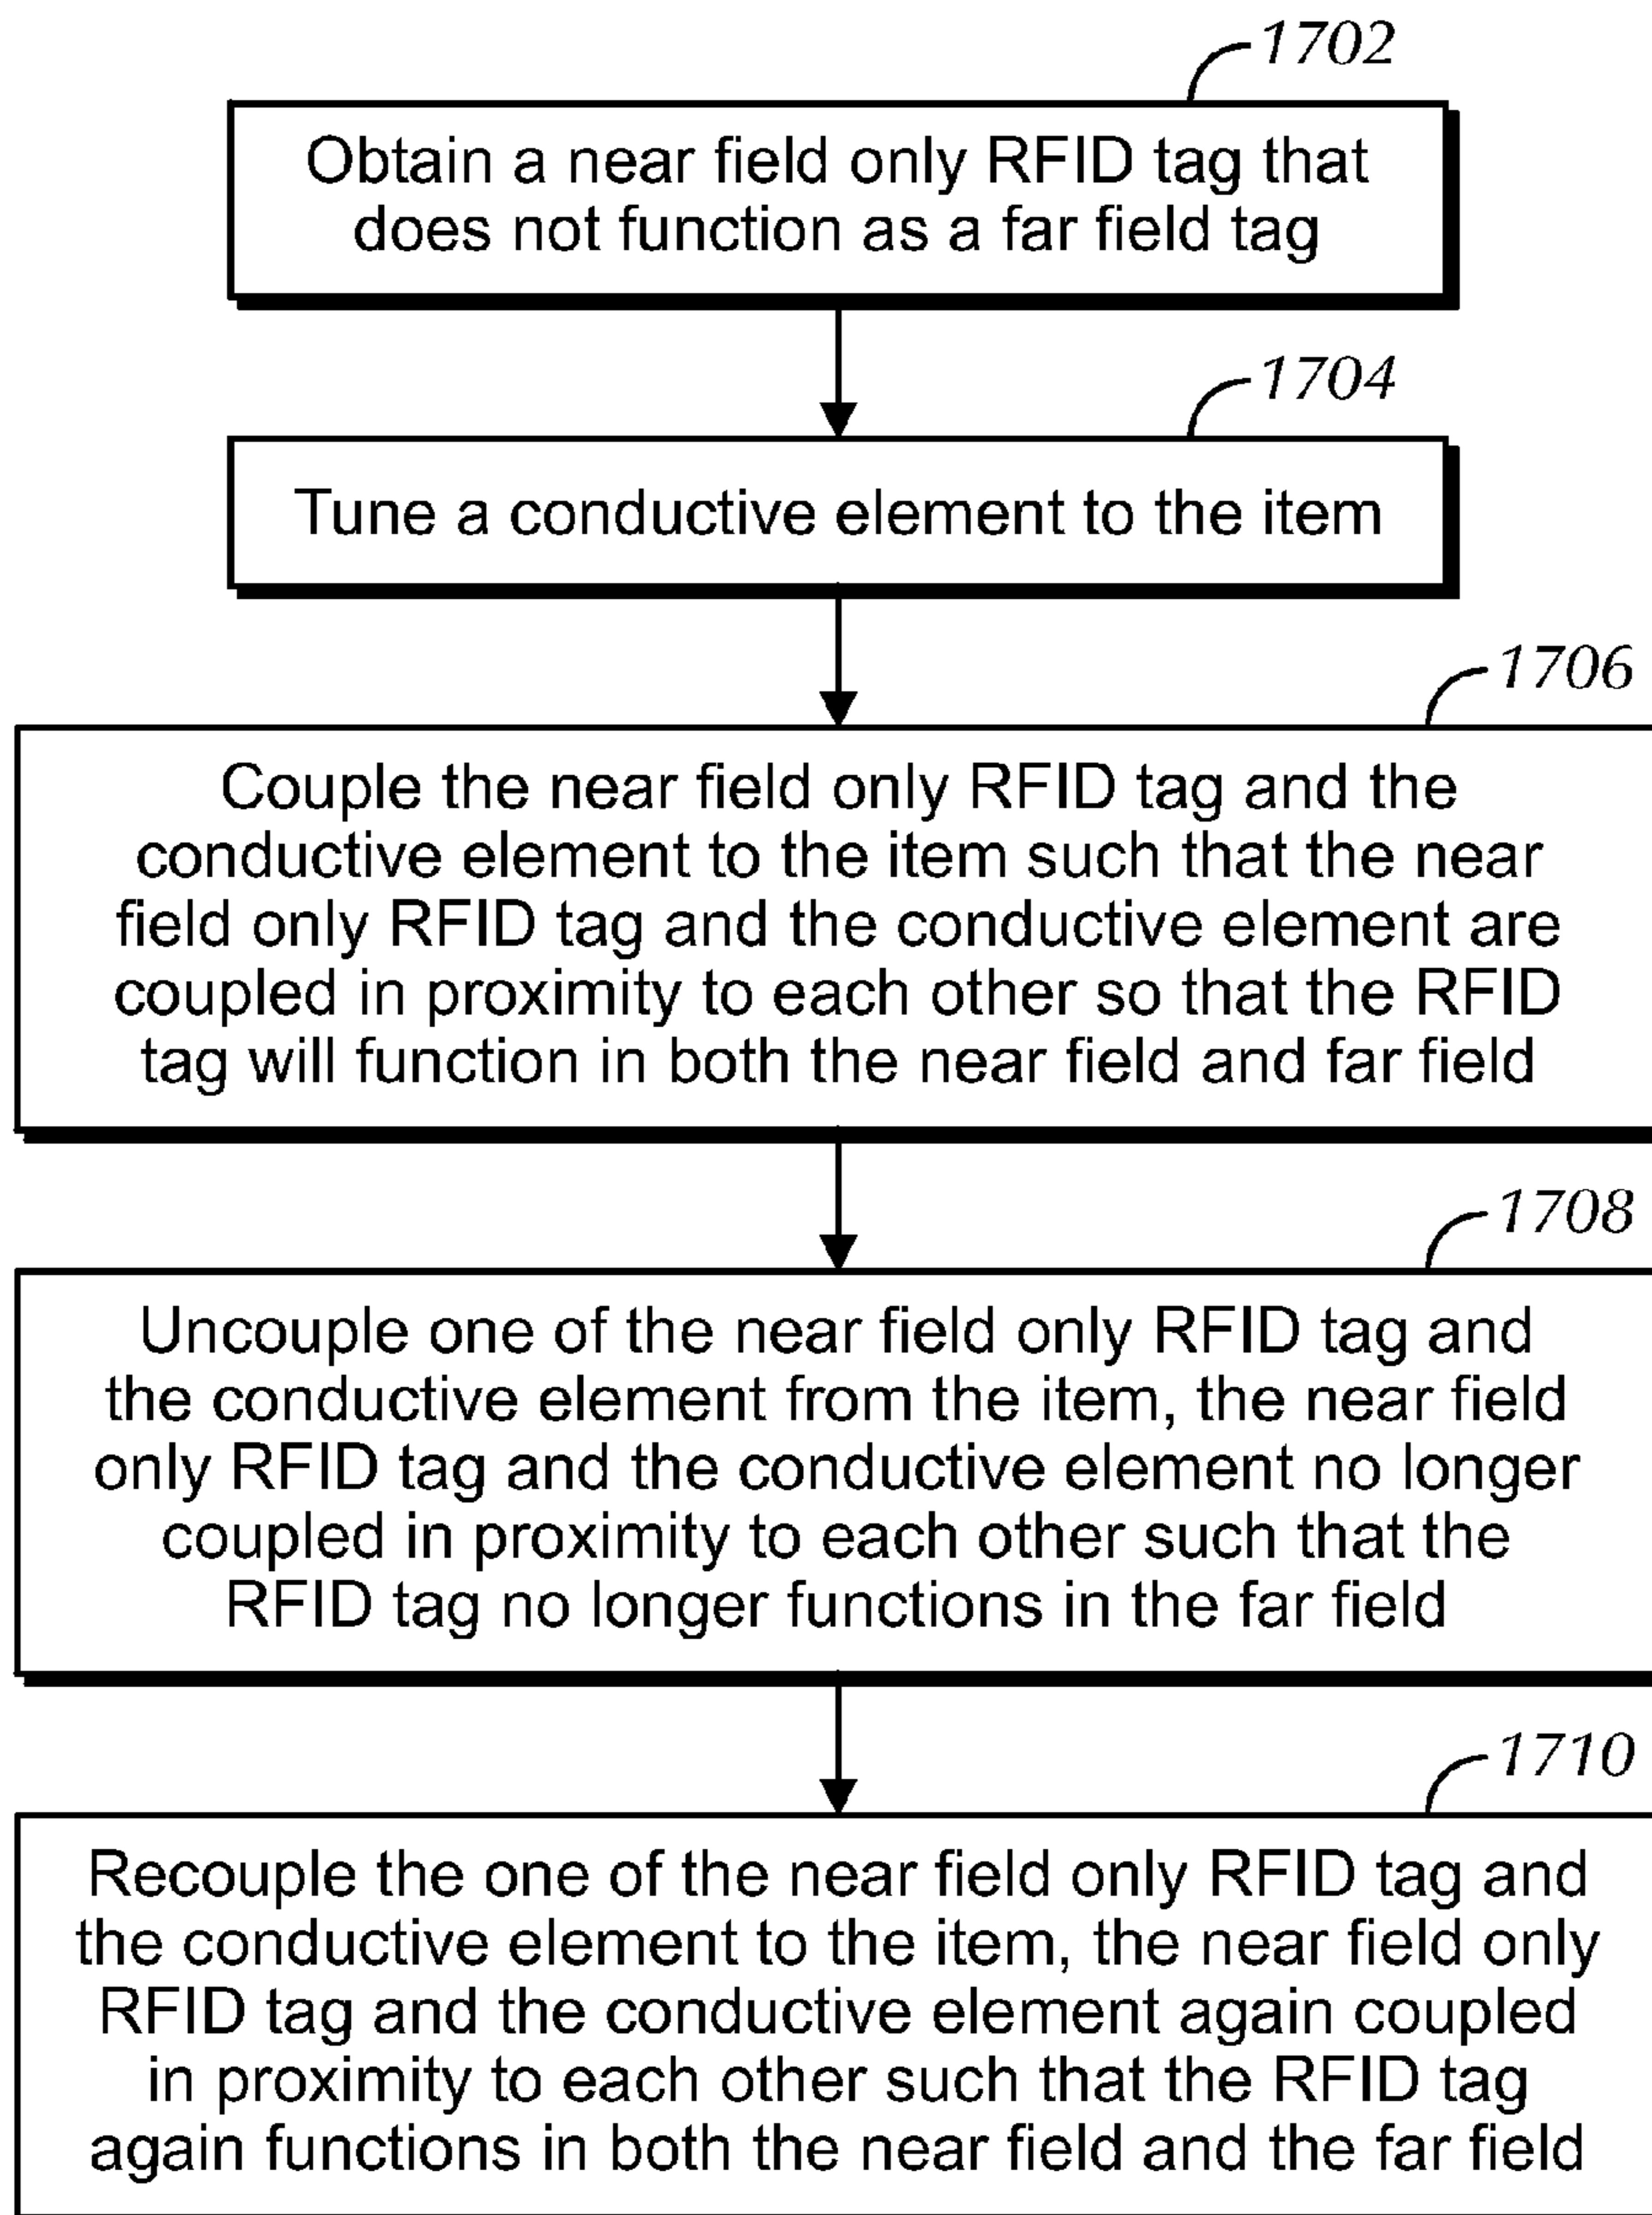 1702
Obtain a near field only RFID tag that
does not function as a far field tag
1704
Tune a conductive element to the item
1706
Couple the near field only RFID tag and the
conductive element to the item such that the near
field only RFID tag and the conductive element are
coupled in proximity to each other so that the RFID
tag will function in both the near field and far field
1708
Uncouple one of the near field only RFID tag and
the conductive element from the item, the near field
only RFID tag and the conductive element no longer
coupled in proximity to each other such that the
RFID tag no longer functions in the far field
1710
Recouple the one of the near field only RFID tag and
the conductive element to the item, the near field only
RFID tag and the conductive element again coupled
in proximity to each other such that the RFID tag
again functions in both the near field and the far field